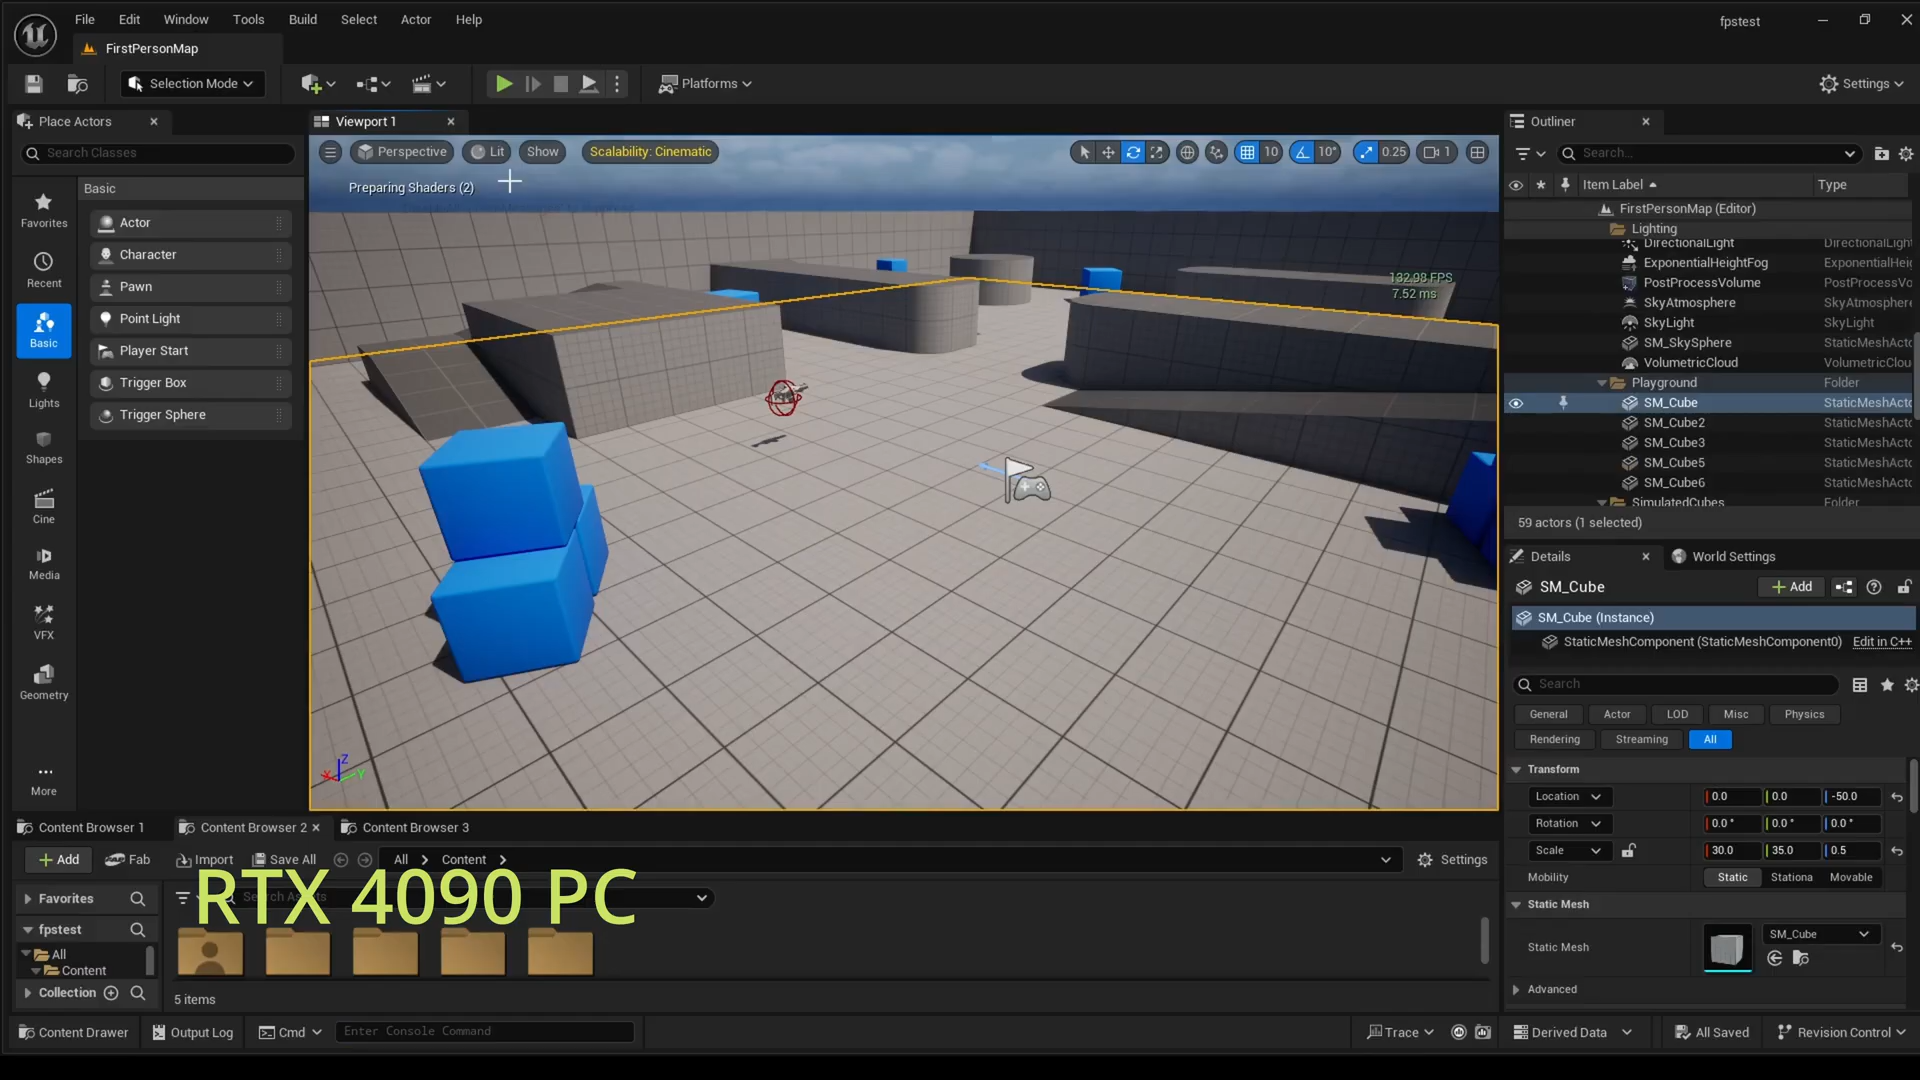 File Edit Window Tools Build Select Actor Help
fpstest
FirstPersonMap
Selection Mode
Platforms
Settings
Place Actors
Search Classes
Favorites
Recent
Basic
Lights
Shapes
Cine
Media
VFX
Geometry
More
Basic
Actor
Character
Pawn
Point Light
Player Start
Trigger Box
Trigger Sphere
Viewport 1
Perspective Lit Show Scalability: Cinematic
10 10° 0.25 1
Preparing Shaders (2)
132.98 FPS
7.52 ms
Z
X Y
Outliner
Search...
Item Label Type
FirstPersonMap (Editor)
Lighting
DirectionalLight DirectionalLight
ExponentialHeightFog ExponentialHeig
PostProcessVolume PostProcessVo
SkyAtmosphere SkyAtmosphere
SkyLight SkyLight
SM_SkySphere StaticMeshActo
VolumetricCloud VolumetricClou
Playground Folder
SM_Cube StaticMeshActo
SM_Cube2 StaticMeshActo
SM_Cube3 StaticMeshActo
SM_Cube5 StaticMeshActo
SM_Cube6 StaticMeshActo
SimulatedCubes Folder
59 actors (1 selected)
Details World Settings
SM_Cube
Add
SM_Cube (Instance)
StaticMeshComponent (StaticMeshComponent0) Edit in C++
Search
General Actor LOD Misc Physics
Rendering Streaming All
Transform
Location 0.0 0.0 -50.0
Rotation 0.0 ° 0.0 ° 0.0 °
Scale 30.0 35.0 0.5
Mobility Static Stationa Movable
Static Mesh
Static Mesh SM_Cube
Advanced
Content Browser 1 Content Browser 2 Content Browser 3
Add Fab Import Save All All Content Settings
Favorites
fpstest
All
Content
Collection
Search Assets
RTX 4090 PC
5 items
Content Drawer Output Log Cmd Enter Console Command Trace Derived Data All Saved Revision Control